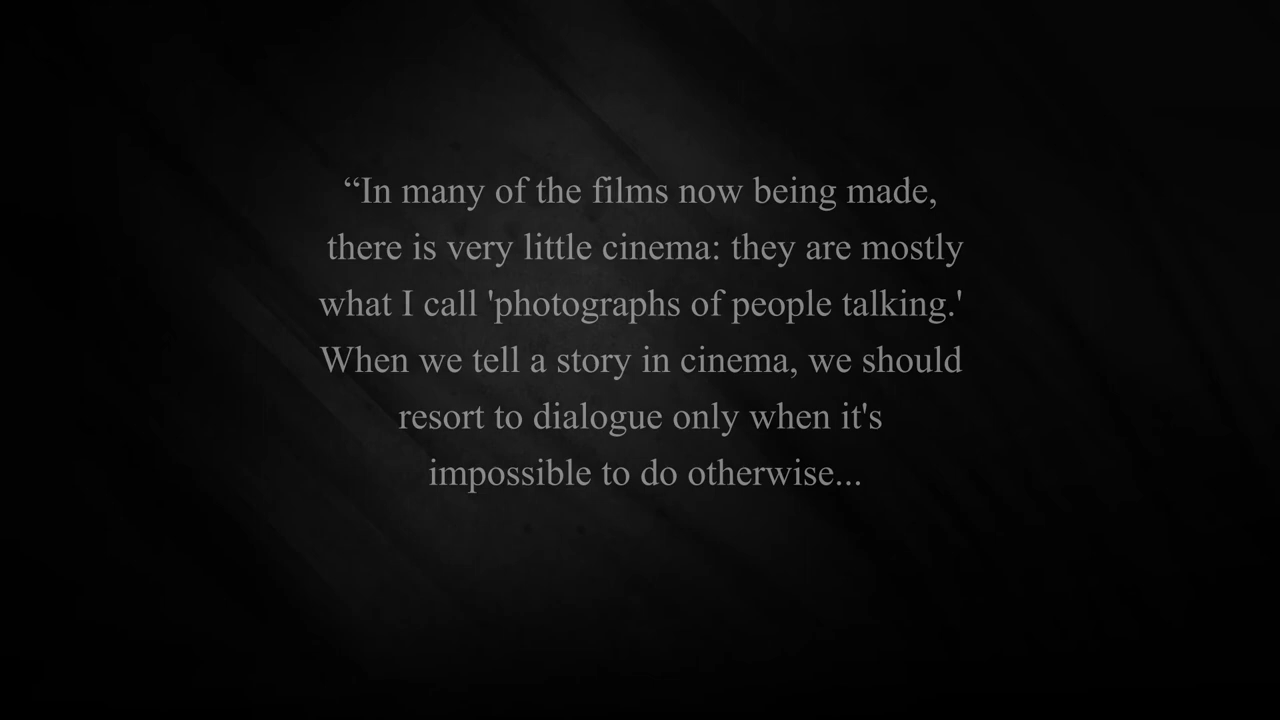 “In many of the films now being made,
there is very little cinema: they are mostly
what I call 'photographs of people talking.'
When we tell a story in cinema, we should
resort to dialogue only when it's
impossible to do otherwise...